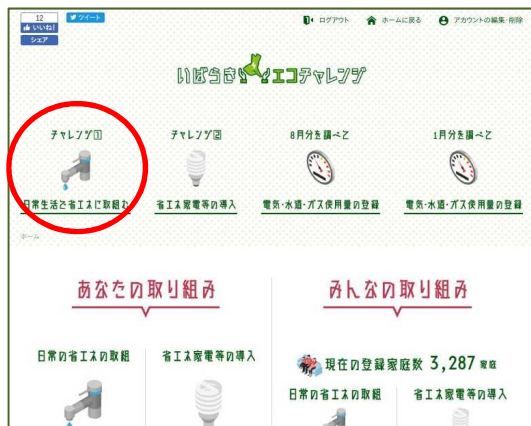 12
ツイート
いいね!
シェア
ログアウト ホームに戻る アカウントの編集・削除
いばらきエコチャレンジ
チャレンジ① チャレンジ② 8月分を調べて 1月分を調べて
日常生活で省エネに取組む 省エネ家電等の導入 電気・水道・ガス使用量の登録 電気・水道・ガス使用量の登録
ホーム
あなたの取り組み みんなの取り組み
日常の省エネの取組 省エネ家電等の導入
現在の登録家庭数 3,287 家庭
日常の省エネの取組 省エネ家電等の導入